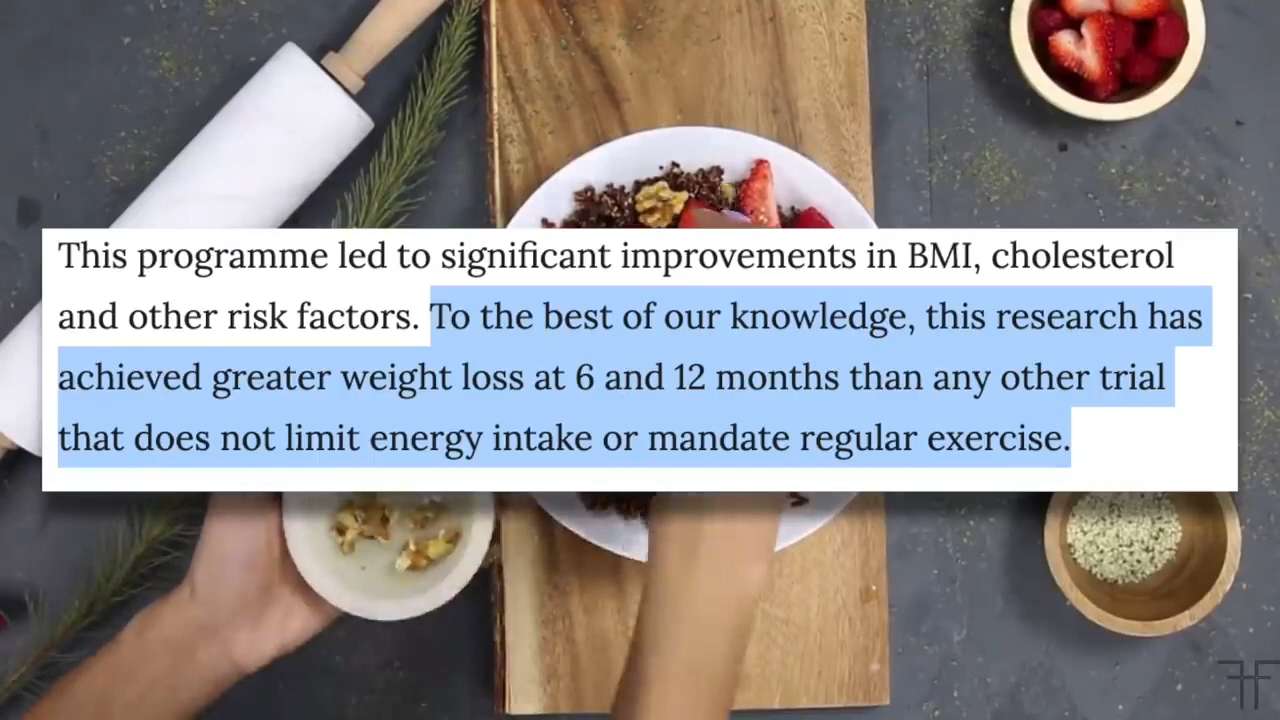 This programme led to significant improvements in BMI, cholesterol
and other risk factors. To the best of our knowledge, this research has
achieved greater weight loss at 6 and 12 months than any other trial
that does not limit energy intake or mandate regular exercise.